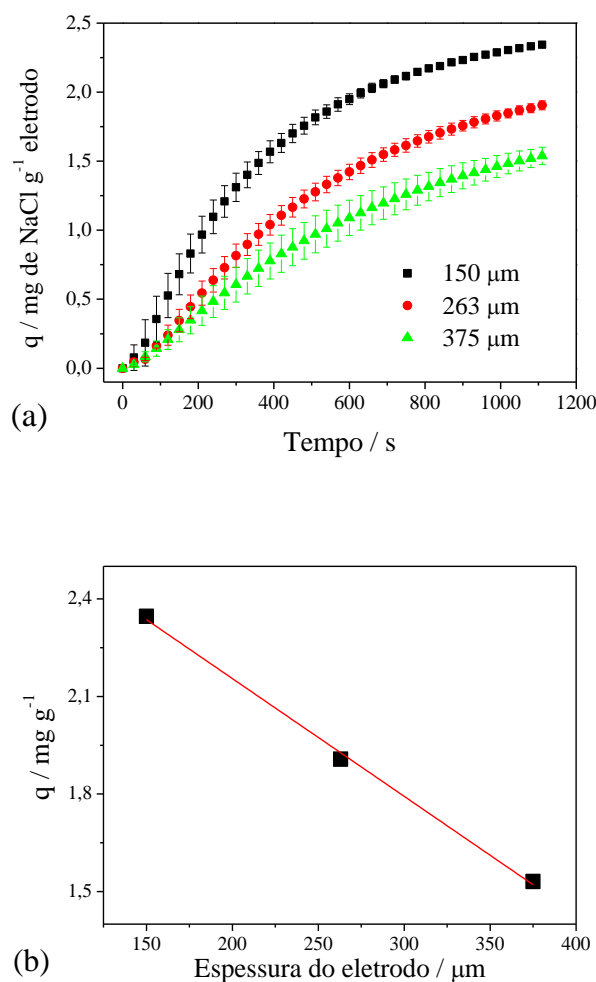 q / mg de NaCl g⁻¹ eletrodo
2,5
2,0
1,5
1,0
0,5
0,0
150 μm
263 μm
375 μm
0 200 400 600 800 1000 1200
Tempo / s
(a)
q / mg g⁻¹
2,4
2,1
1,8
1,5
150 200 250 300 350 400
Espessura do eletrodo / μm
(b)